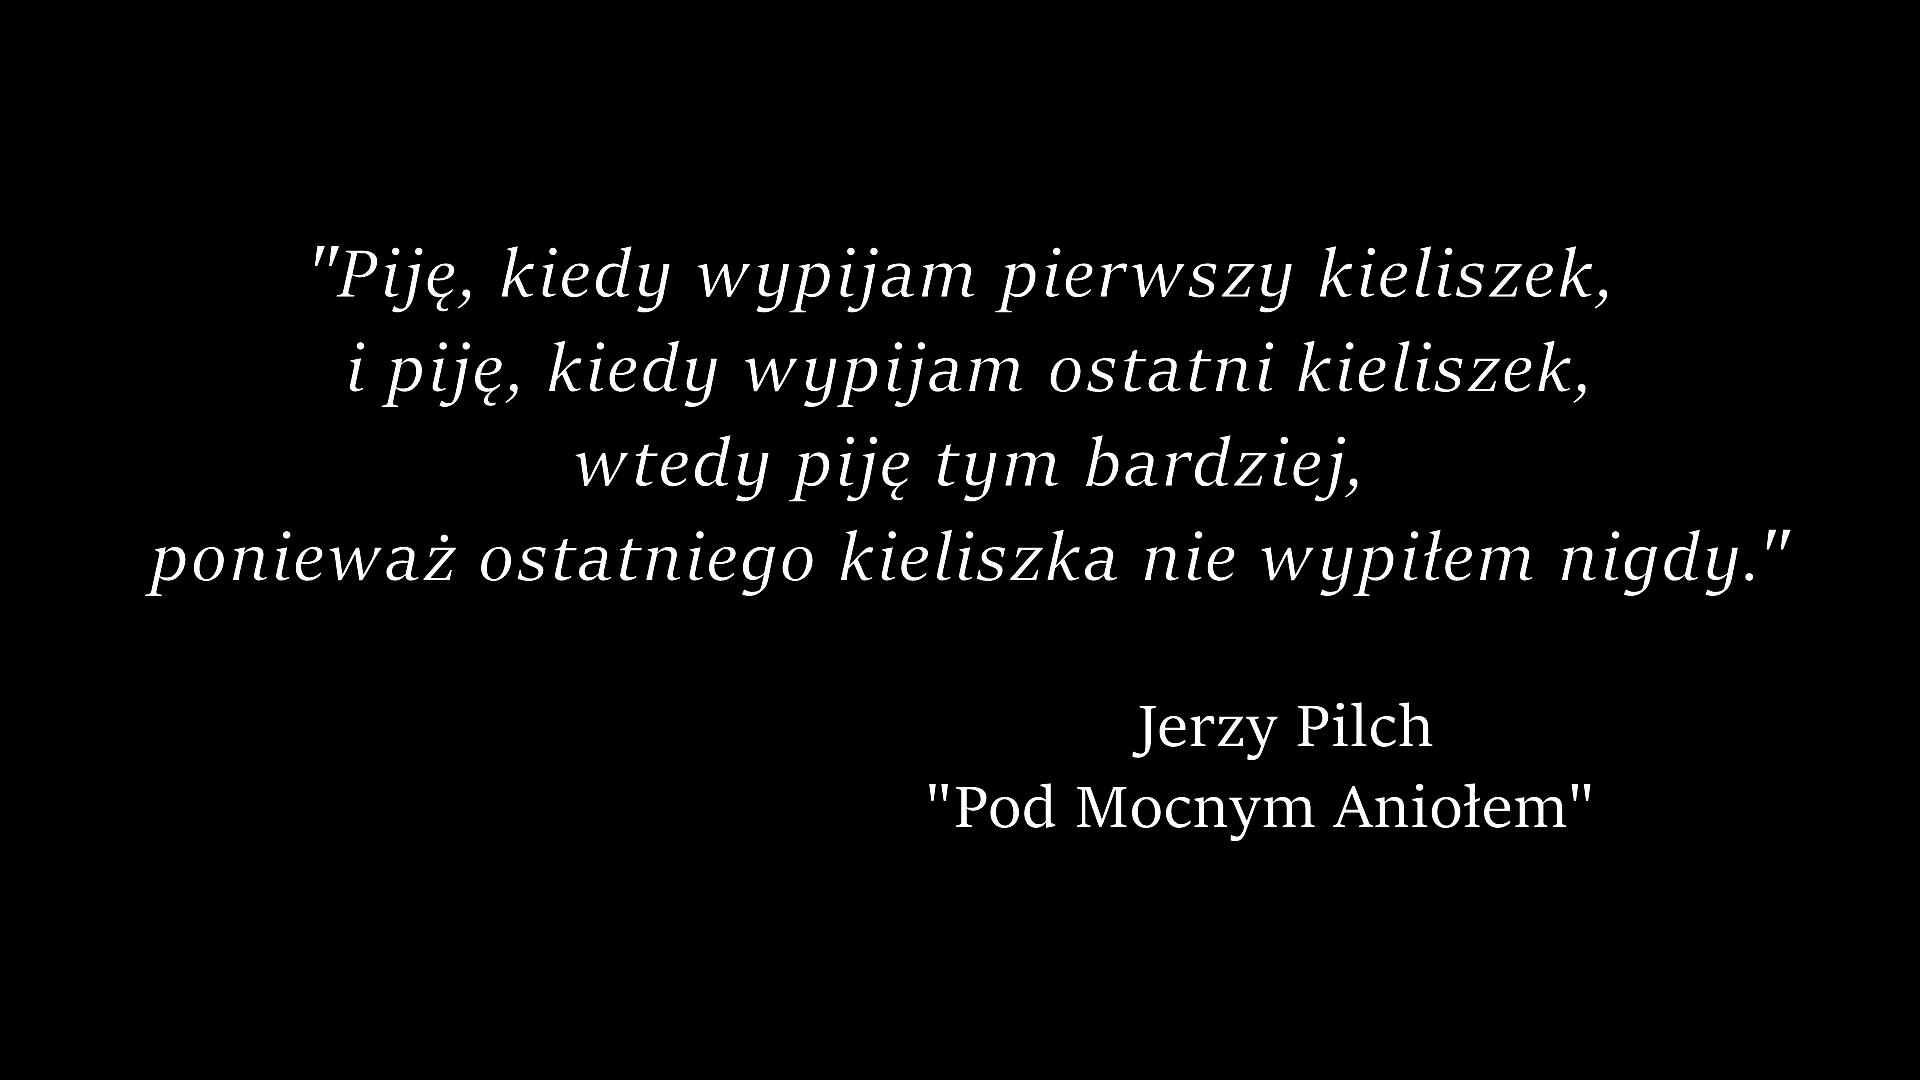 "Piję, kiedy wypijam pierwszy kieliszek,
i piję, kiedy wypijam ostatni kieliszek,
wtedy piję tym bardziej,
ponieważ ostatniego kieliszka nie wypiłem nigdy."
Jerzy Pilch
"Pod Mocnym Aniołem"